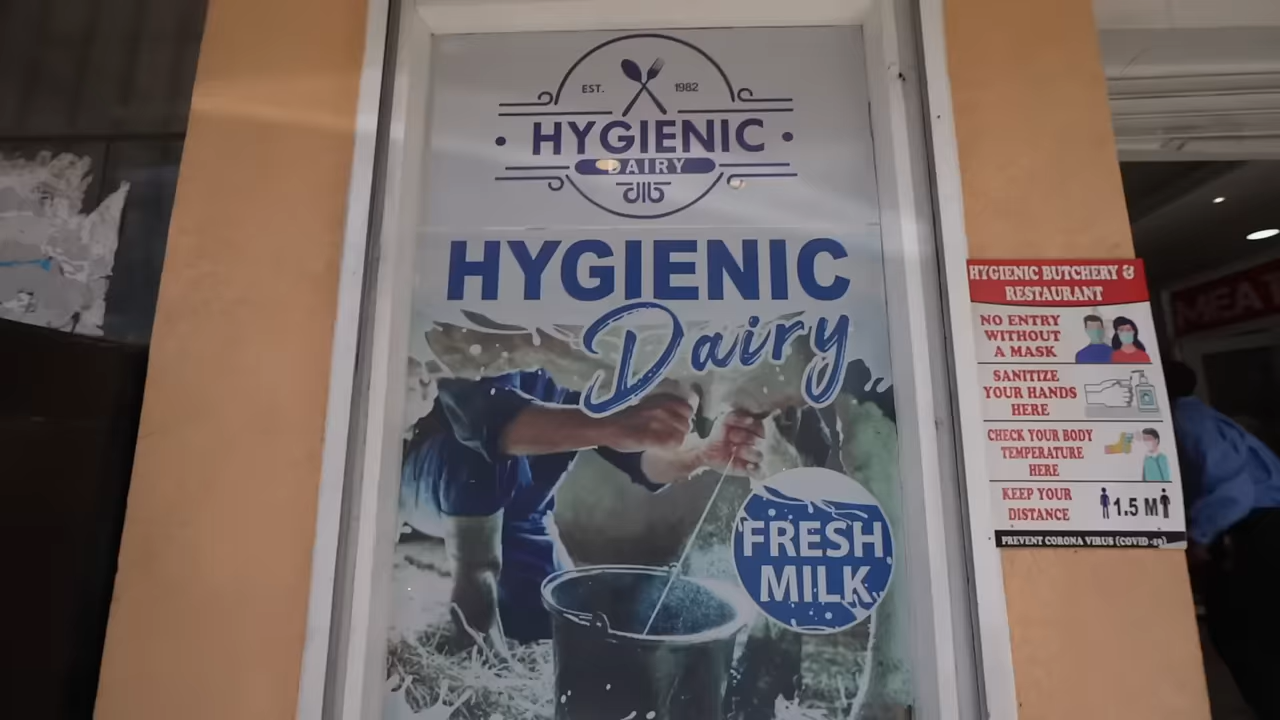 EST. 1982
HYGIENIC
DAIRY
HYGIENIC
Dairy
FRESH
MILK
HYGIENIC BUTCHERY &
RESTAURANT
NO ENTRY
WITHOUT
A MASK
SANITIZE
YOUR HANDS
HERE
CHECK YOUR BODY
TEMPERATURE
HERE
KEEP YOUR
DISTANCE
1.5 M
PREVENT CORONA VIRUS (COVID -19)
MEAT